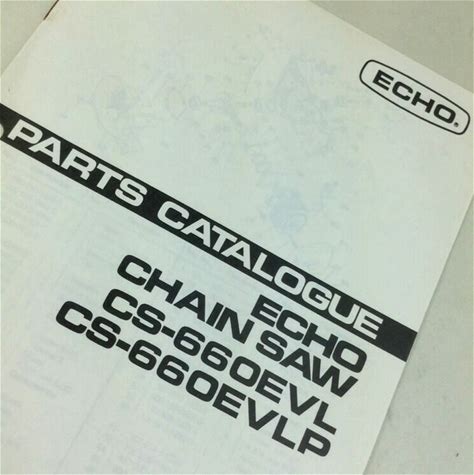 ECHO.
PARTS CATALOGUE
ECHO
CHAIN SAW
CS-660EVL
CS-660EVLP